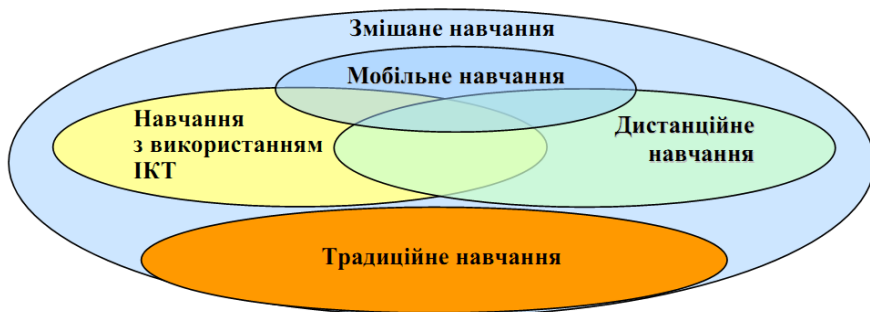 Змішане навчання
Мобільне навчання
Навчання
з використанням
ІКТ
Дистанційне
навчання
Традиційне навчання